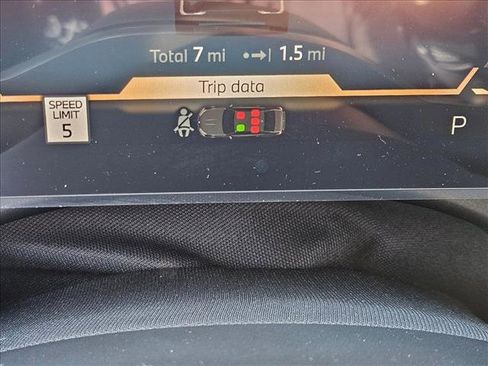 Total 7 mi 1.5 mi
Trip data
SPEED
LIMIT
5
P